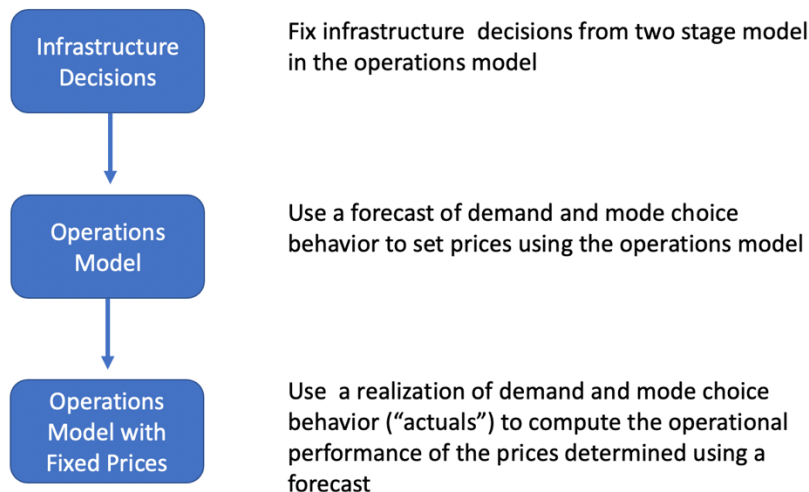 Infrastructure
Decisions
Fix infrastructure decisions from two stage model
in the operations model
Operations
Model
Use a forecast of demand and mode choice
behavior to set prices using the operations model
Operations
Model with
Fixed Prices
Use a realization of demand and mode choice
behavior (“actuals”) to compute the operational
performance of the prices determined using a
forecast